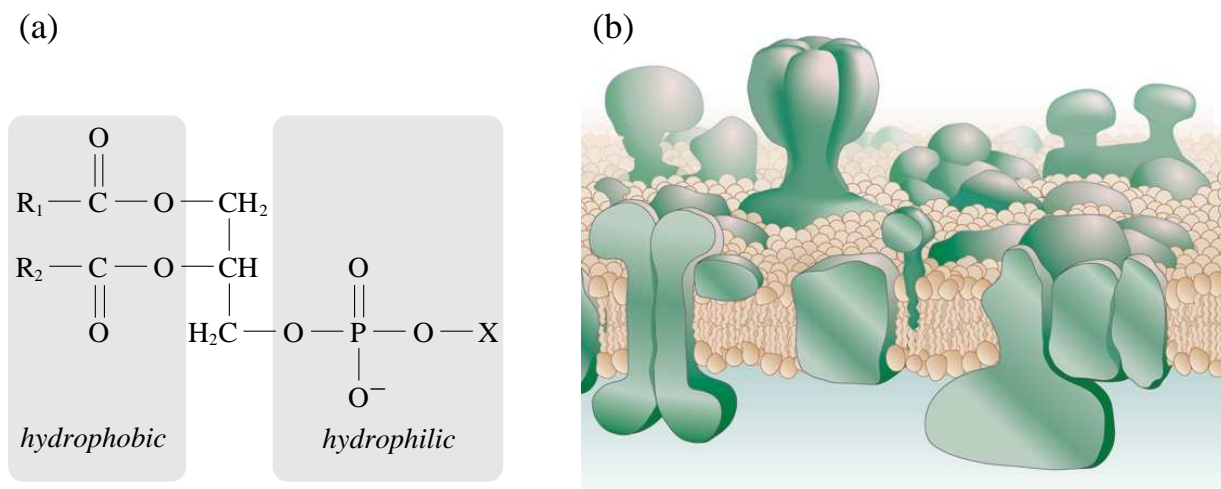 (a)
(b)
O
R₁ C O CH₂
R₂ C O CH O
O H₂C O P O X
O⁻
hydrophobic hydrophilic